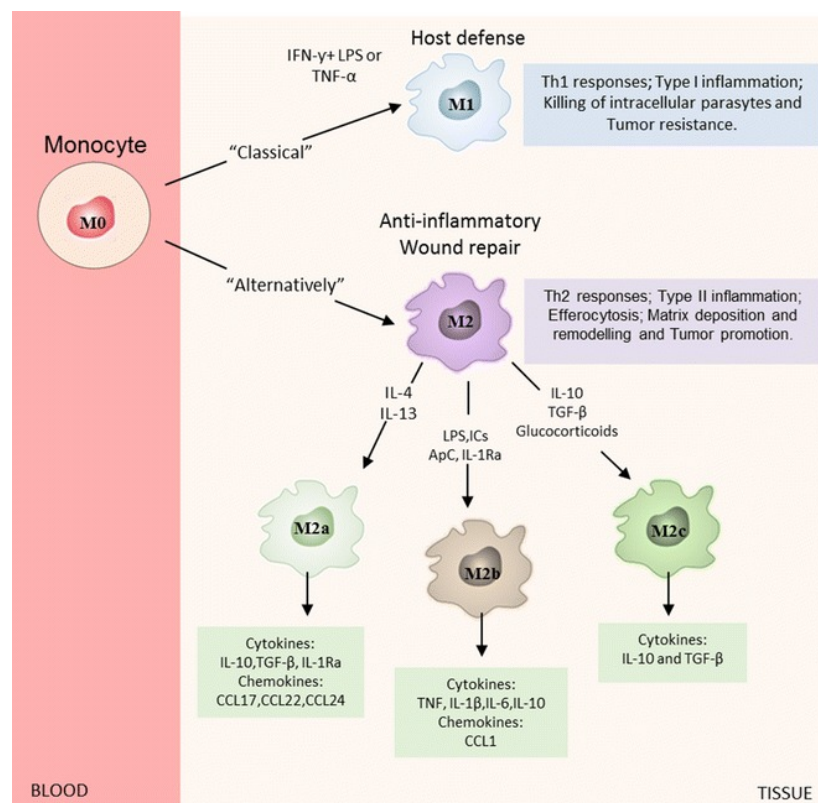 Host defense
IFN-γ+ LPS or
TNF-α
M1
Th1 responses; Type I inflammation;
Killing of intracellular parasytes and
Tumor resistance.
Monocyte
M0
"Classical"
"Alternatively"
Anti-inflammatory
Wound repair
M2
Th2 responses; Type II inflammation;
Efferocytosis; Matrix deposition and
remodelling and Tumor promotion.
IL-4
IL-13
LPS,ICs
ApC, IL-1Ra
IL-10
TGF-β
Glucocorticoids
M2a
M2b
M2c
Cytokines:
IL-10,TGF-β, IL-1Ra
Chemokines:
CCL17,CCL22,CCL24
Cytokines:
TNF, IL-1β,IL-6,IL-10
Chemokines:
CCL1
Cytokines:
IL-10 and TGF-β
BLOOD
TISSUE